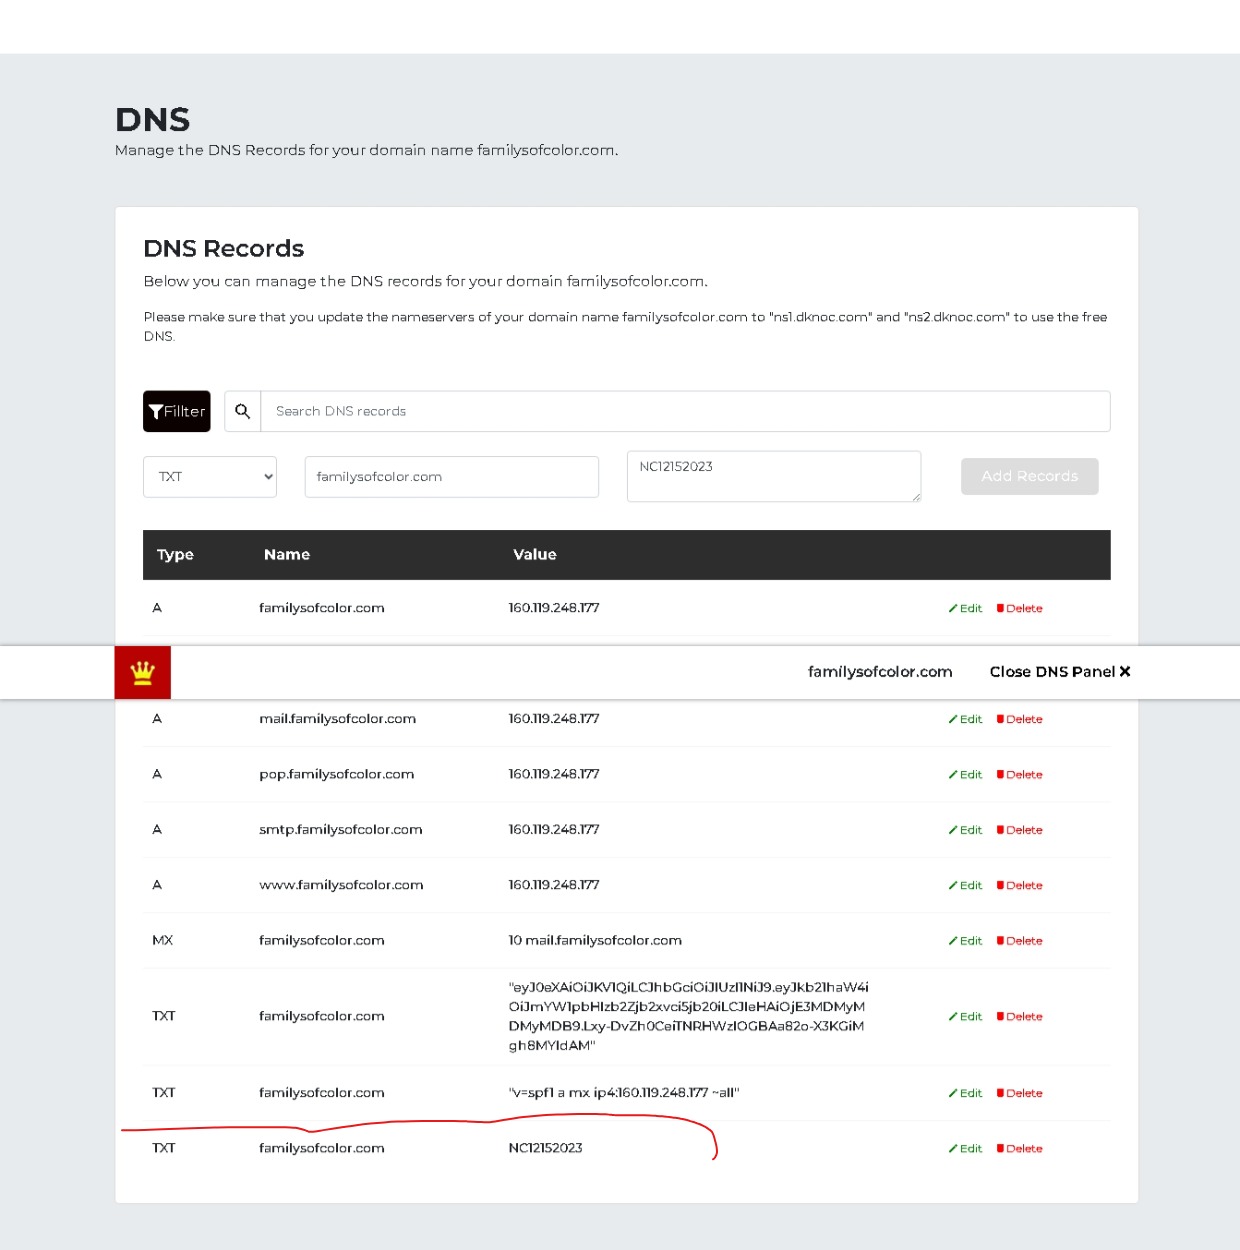 DNS
Manage the DNS Records for your domain name familysofcolor.com.
DNS Records
Below you can manage the DNS records for your domain familysofcolor.com.
Please make sure that you update the nameservers of your domain name familysofcolor.com to "ns1.dknoc.com" and "ns2.dknoc.com" to use the free
DNS.
Fillter Search DNS records
TXT familysofcolor.com NC12152023 Add Records
Type Name Value
A familysofcolor.com 160.119.248.177 Edit Delete
familysofcolor.com Close DNS Panel
A mail.familysofcolor.com 160.119.248.177 Edit Delete
A pop.familysofcolor.com 160.119.248.177 Edit Delete
A smtp.familysofcolor.com 160.119.248.177 Edit Delete
A www.familysofcolor.com 160.119.248.177 Edit Delete
MX familysofcolor.com 10 mail.familysofcolor.com Edit Delete
"eyJ0eXAiOiJKV1QiLCJhbGciOiJIUzI1NiJ9.eyJkb21haW4i
OiJmYW1pbHlzb2Zjb2xvci5jb20iLCJleHAiOjE3MDMyM
TXT familysofcolor.com DMyMDB9.Lxy-DvZh0CeiTNRHWzIOGBAa82o-X3KGiM Edit Delete
gh8MYIdAM"
TXT familysofcolor.com "v=spf1 a mx ip4:160.119.248.177 ~all" Edit Delete
TXT familysofcolor.com NC12152023 Edit Delete